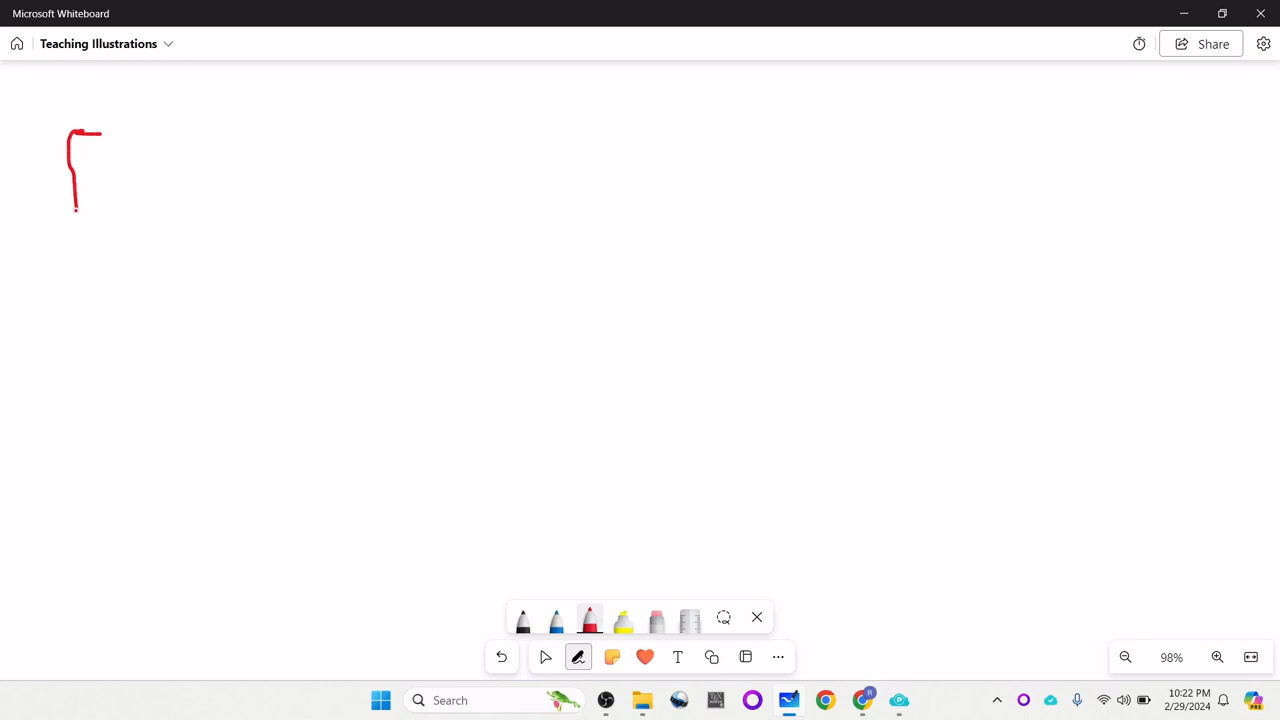 Microsoft Whiteboard
Teaching Illustrations
Share
98%
Search
10:22 PM
2/29/2024